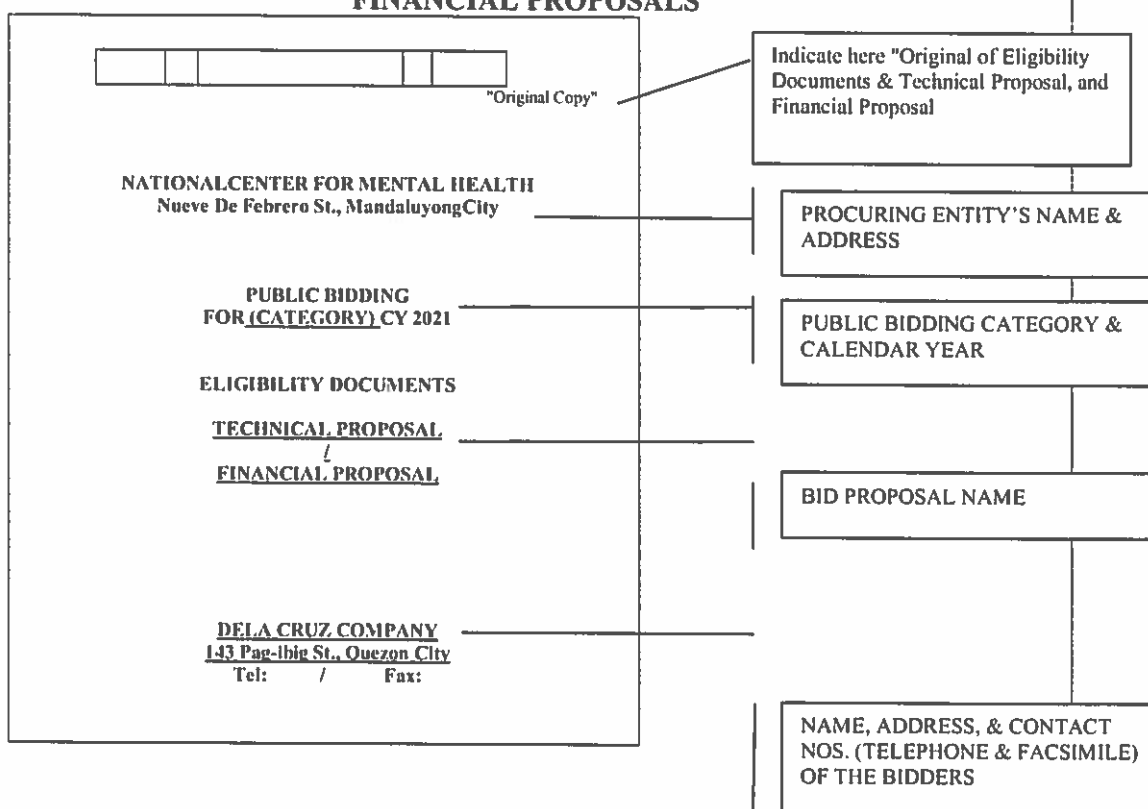 FINANCIAL PROPOSALS
"Original Copy"
Indicate here "Original of Eligibility
Documents & Technical Proposal, and
Financial Proposal
NATIONALCENTER FOR MENTAL HEALTH
Nueve De Febrero St., MandaluyongCity
PROCURING ENTITY'S NAME &
ADDRESS
PUBLIC BIDDING
FOR (CATEGORY) CY 2021
PUBLIC BIDDING CATEGORY &
CALENDAR YEAR
ELIGIBILITY DOCUMENTS
TECHNICAL PROPOSAL
/
FINANCIAL PROPOSAL
BID PROPOSAL NAME
DELA CRUZ COMPANY
143 Pag-ibig St., Quezon City
Tel: / Fax:
NAME, ADDRESS, & CONTACT
NOS. (TELEPHONE & FACSIMILE)
OF THE BIDDERS